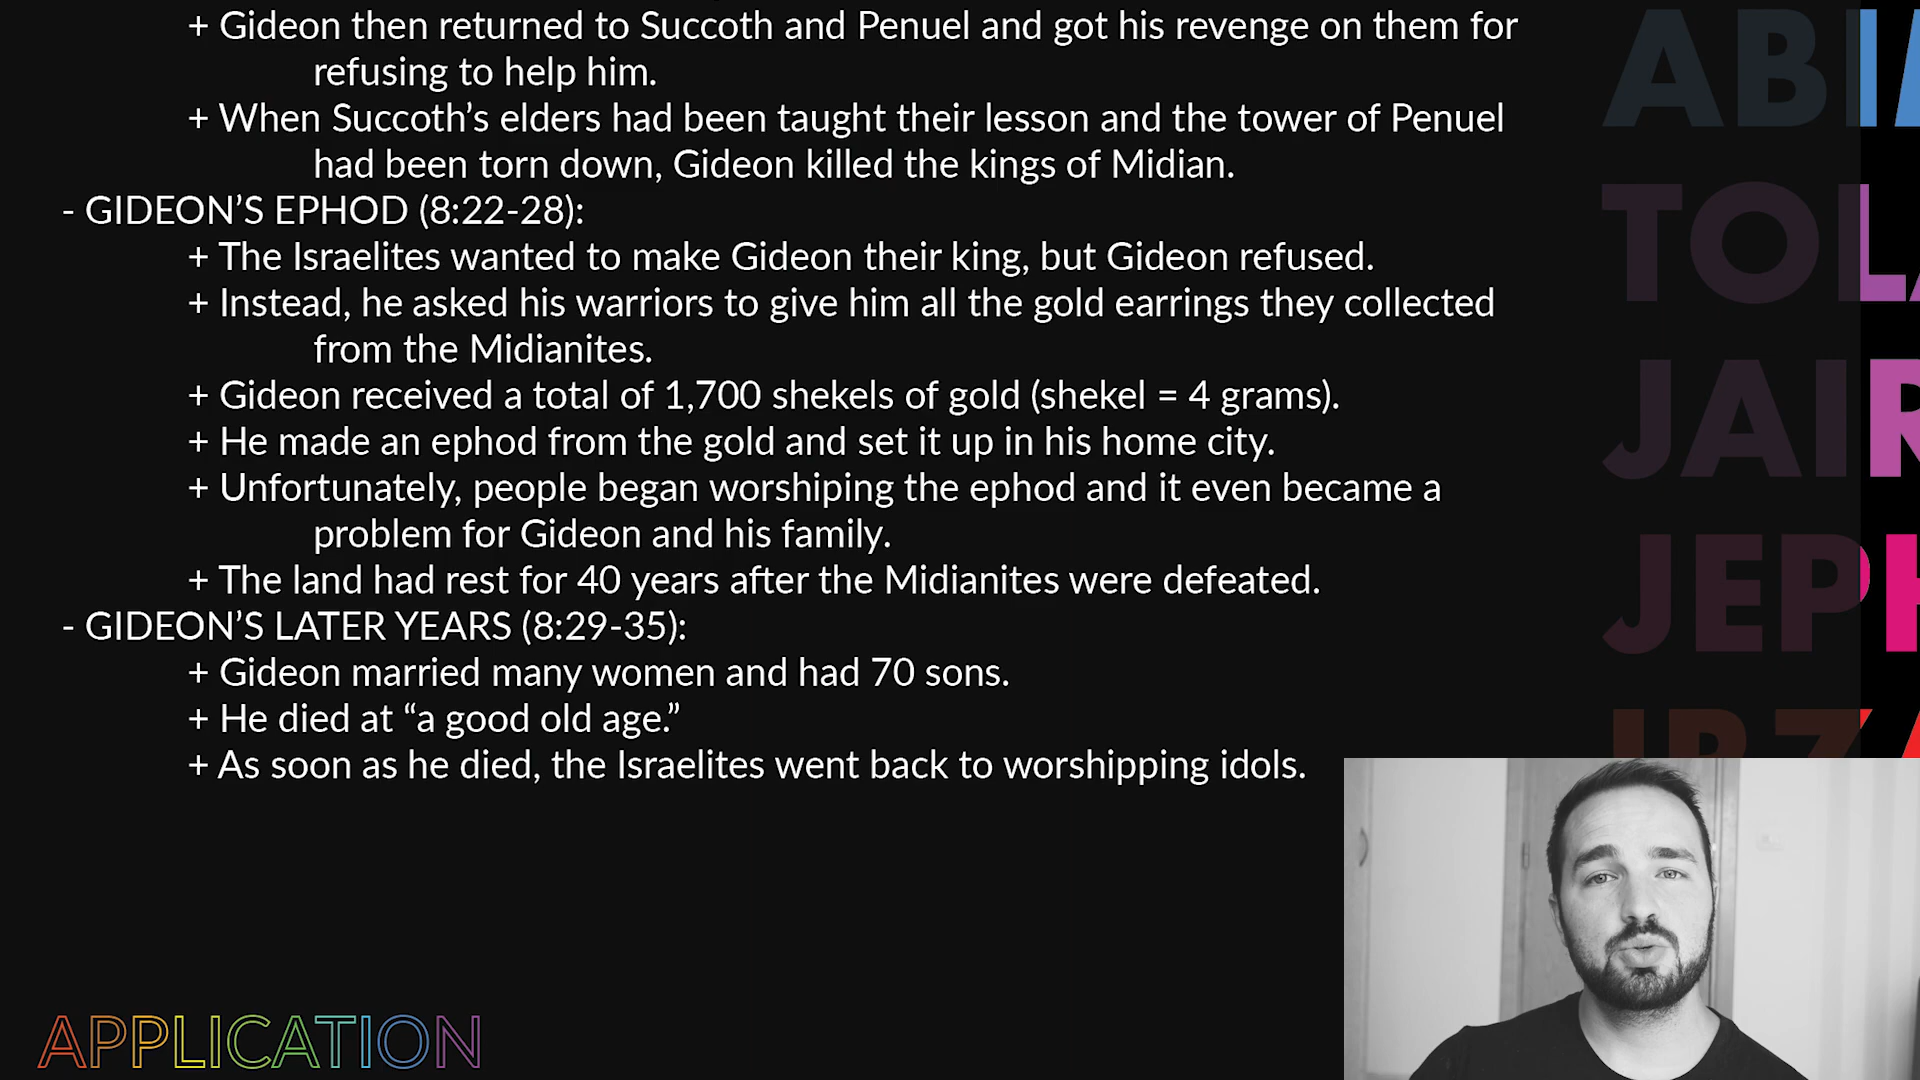 + Gideon then returned to Succoth and Penuel and got his revenge on them for
refusing to help him.
+ When Succoth’s elders had been taught their lesson and the tower of Penuel
had been torn down, Gideon killed the kings of Midian.
- GIDEON’S EPHOD (8:22-28):
+ The Israelites wanted to make Gideon their king, but Gideon refused.
+ Instead, he asked his warriors to give him all the gold earrings they collected
from the Midianites.
+ Gideon received a total of 1,700 shekels of gold (shekel = 4 grams).
+ He made an ephod from the gold and set it up in his home city.
+ Unfortunately, people began worshiping the ephod and it even became a
problem for Gideon and his family.
+ The land had rest for 40 years after the Midianites were defeated.
- GIDEON’S LATER YEARS (8:29-35):
+ Gideon married many women and had 70 sons.
+ He died at “a good old age.”
+ As soon as he died, the Israelites went back to worshipping idols.
APPLICATION
ABI
TOLA
JAIR
JEPH